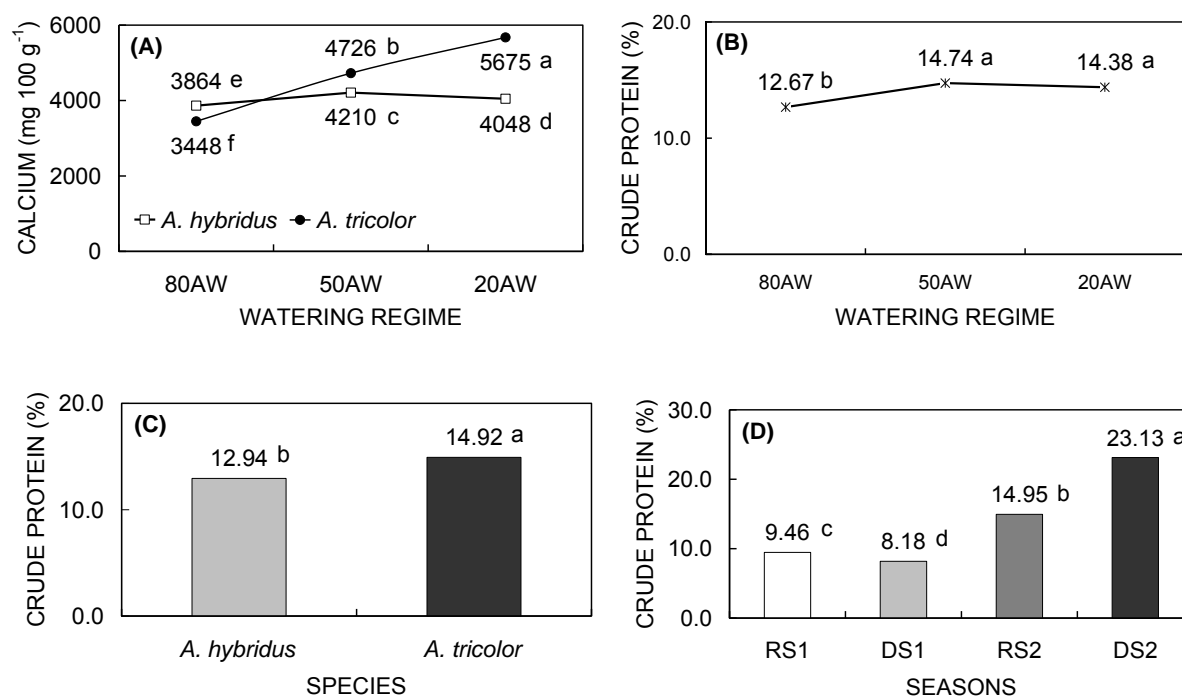 (A)
CALCIUM (mg 100 g⁻¹)
6000
4000
2000
0
3864 e
4726 b
5675 a
3448 f
4210 c
4048 d
A. hybridus A. tricolor
80AW 50AW 20AW
WATERING REGIME
(B)
CRUDE PROTEIN (%)
20.0
10.0
0.0
12.67 b
14.74 a
14.38 a
80AW 50AW 20AW
WATERING REGIME
(C)
CRUDE PROTEIN (%)
20.0
10.0
0.0
12.94 b
14.92 a
A. hybridus A. tricolor
SPECIES
(D)
CRUDE PROTEIN (%)
30.0
20.0
10.0
0.0
9.46 c
8.18 d
14.95 b
23.13 a
RS1 DS1 RS2 DS2
SEASONS